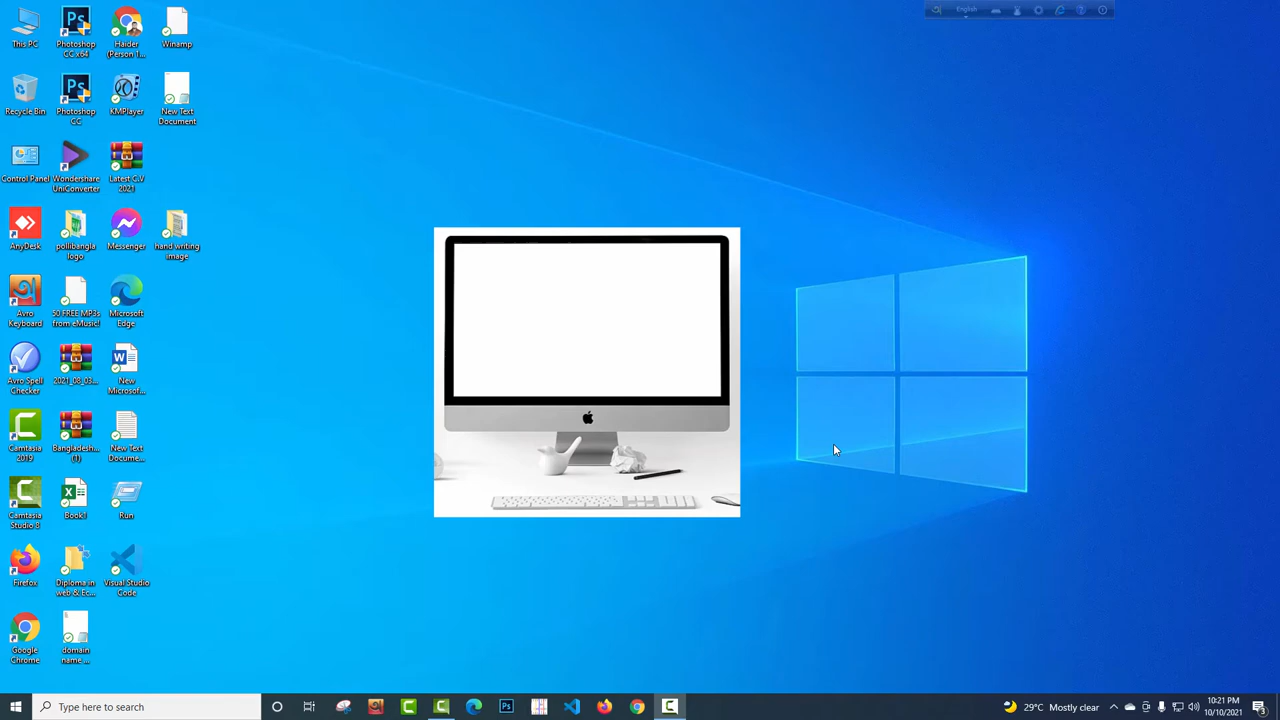 English
This PC
Photoshop
CC x64
Haider
(Person 1...
Winamp
Recycle Bin
Photoshop
CC
KMPlayer
New Text
Document
Control Panel
Wondershare
UniConverter
Latest C.V
2021
AnyDesk
pollibangla
logo
Messenger
hand writing
image
Avro
Keyboard
50 FREE MP3s
from eMusic!
Microsoft
Edge
Avro Spell
Checker
2021_08_03...
New
Microsof...
Camtasia
2019
Bangladesh...
(1)
New Text
Docume...
Camtasia
Studio 8
Book1
Run
Firefox
Diploma in
web & Ec...
Visual Studio
Code
Google
Chrome
domain
name ...
Type here to search
29°C Mostly clear
10:21 PM
10/10/2021